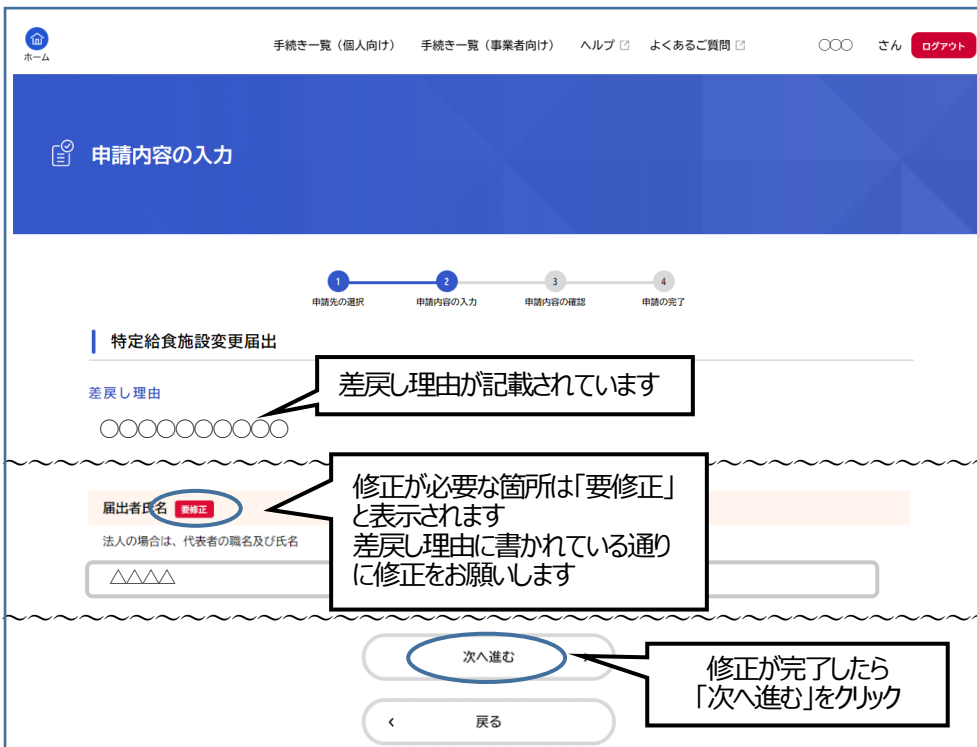 ホーム
手続き一覧（個人向け） 手続き一覧（事業者向け） ヘルプ よくあるご質問 ○○○ さん ログアウト
申請内容の入力
1 2 3 4
申請先の選択 申請内容の入力 申請内容の確認 申請の完了
特定給食施設変更届出
差戻し理由が記載されています
差戻し理由
○○○○○○○○○○
修正が必要な箇所は「要修正」
と表示されます
差戻し理由に書かれている通り
に修正をお願いします
届出者氏名 要修正
法人の場合は、代表者の職名及び氏名
△△△△
次へ進む
修正が完了したら
「次へ進む」をクリック
戻る